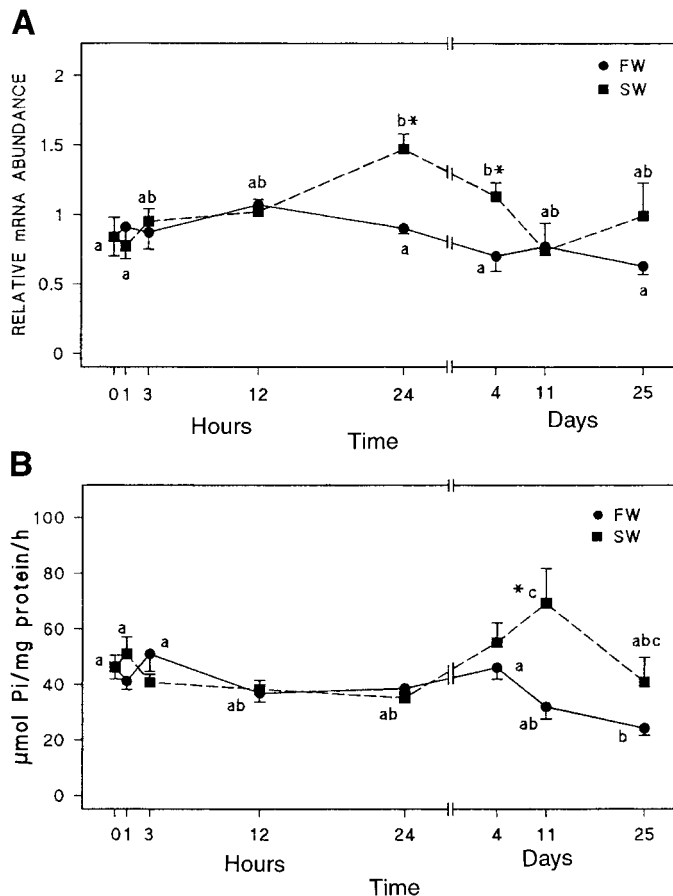 A
RELATIVE mRNA ABUNDANCE
2
1.5
1
0.5
0
FW
SW
a
a
ab
ab
b*
a
b*
a
ab
ab
a
0 1 3 12 24 4 11 25
Hours Days
Time
B
μmol Pi/mg protein/h
100
80
60
40
20
0
FW
SW
a
a
a
ab
ab
a
* c
ab
abc
b
0 1 3 12 24 4 11 25
Hours Days
Time